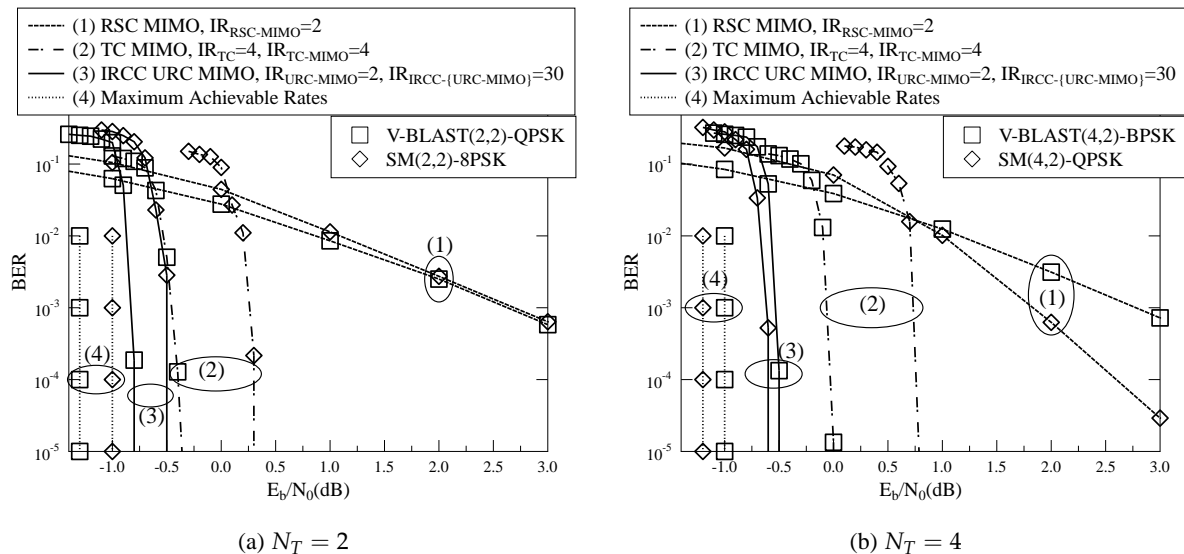 (1) RSC MIMO, IR_RSC-MIMO=2
(2) TC MIMO, IR_TC=4, IR_TC-MIMO=4
(3) IRCC URC MIMO, IR_URC-MIMO=2, IR_IRCC-{URC-MIMO}=30
(4) Maximum Achievable Rates
V-BLAST(2,2)-QPSK
SM(2,2)-8PSK
10^-1
10^-2
10^-3
10^-4
10^-5
BER
(1)
(2)
(3)
(4)
-1.0 -0.5 0.0 0.5 1.0 1.5 2.0 2.5 3.0
E_b/N_0(dB)
(a) N_T = 2
(1) RSC MIMO, IR_RSC-MIMO=2
(2) TC MIMO, IR_TC=4, IR_TC-MIMO=4
(3) IRCC URC MIMO, IR_URC-MIMO=2, IR_IRCC-{URC-MIMO}=30
(4) Maximum Achievable Rates
V-BLAST(4,2)-BPSK
SM(4,2)-QPSK
10^-1
10^-2
10^-3
10^-4
10^-5
BER
(4)
(2)
(1)
(3)
-1.0 -0.5 0.0 0.5 1.0 1.5 2.0 2.5 3.0
E_b/N_0(dB)
(b) N_T = 4